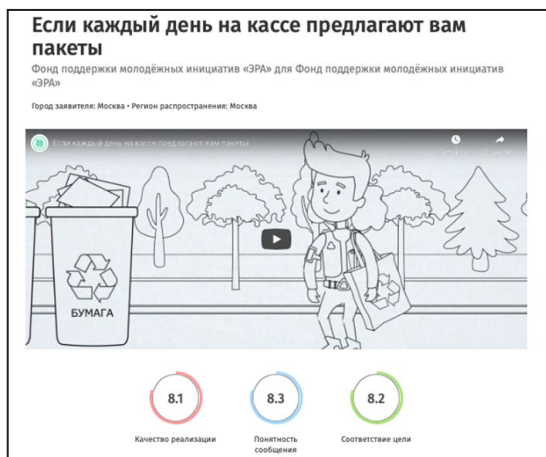 Если каждый день на кассе предлагают вам
пакеты
Фонд поддержки молодёжных инициатив «ЭРА» для Фонд поддержки молодёжных инициатив
«ЭРА»
Город заявителя: Москва • Регион распространения: Москва
Если каждый день на кассе предлагают вам пакеты
БУМАГА
8.1
8.3
8.2
Качество реализации
Понятность
сообщения
Соответствие цели